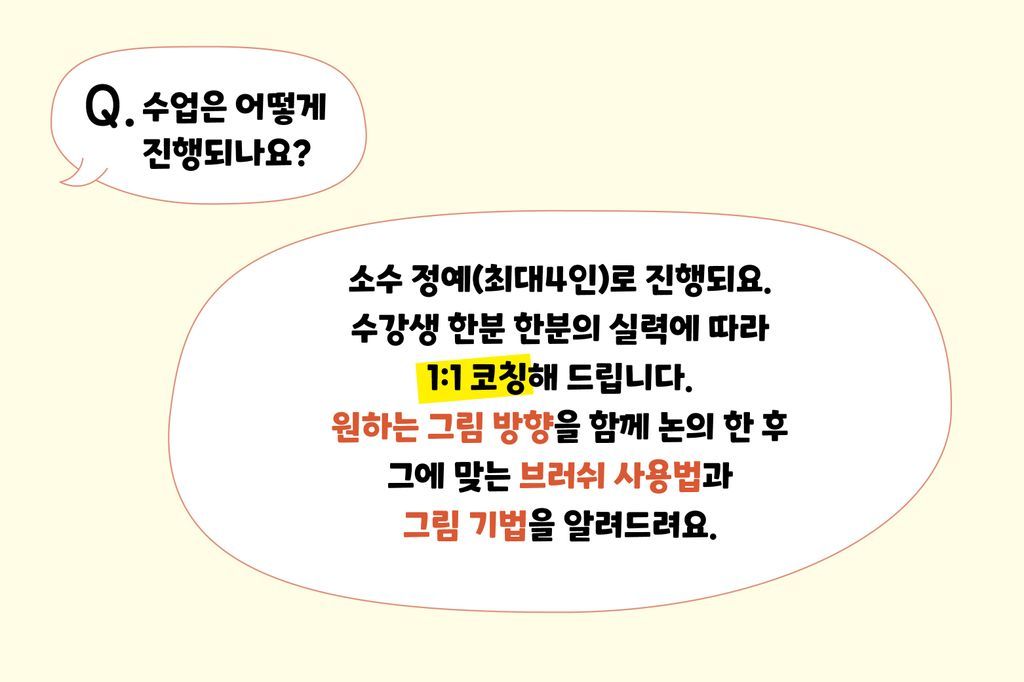 Q. 수업은 어떻게
진행되나요?
소수 정예(최대4인)로 진행되요.
수강생 한분 한분의 실력에 따라
1:1 코칭해 드립니다.
원하는 그림 방향을 함께 논의 한 후
그에 맞는 브러쉬 사용법과
그림 기법을 알려드려요.